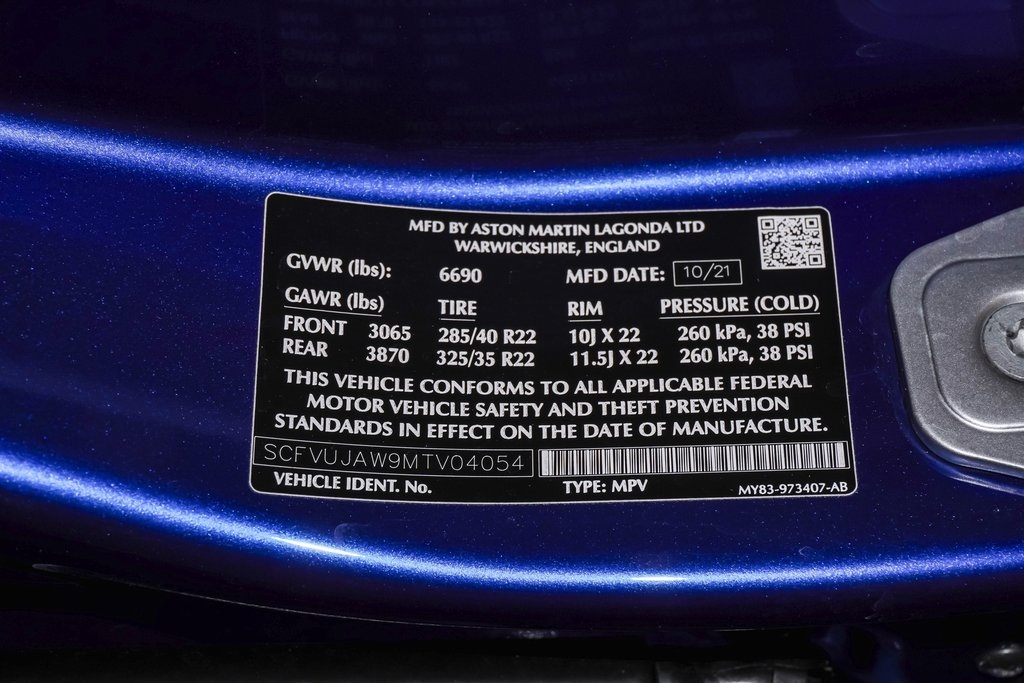 MFD BY ASTON MARTIN LAGONDA LTD
WARWICKSHIRE, ENGLAND
GVWR (lbs): 6690 MFD DATE: 10/21
GAWR (lbs) TIRE RIM PRESSURE (COLD)
FRONT 3065 285/40 R22 10J X 22 260 kPa, 38 PSI
REAR 3870 325/35 R22 11.5J X 22 260 kPa, 38 PSI
THIS VEHICLE CONFORMS TO ALL APPLICABLE FEDERAL
MOTOR VEHICLE SAFETY AND THEFT PREVENTION
STANDARDS IN EFFECT ON THE DATE OF MANUFACTURE.
SCFVUJAW9MTV04054
VEHICLE IDENT. No. TYPE: MPV MY83-973407-AB